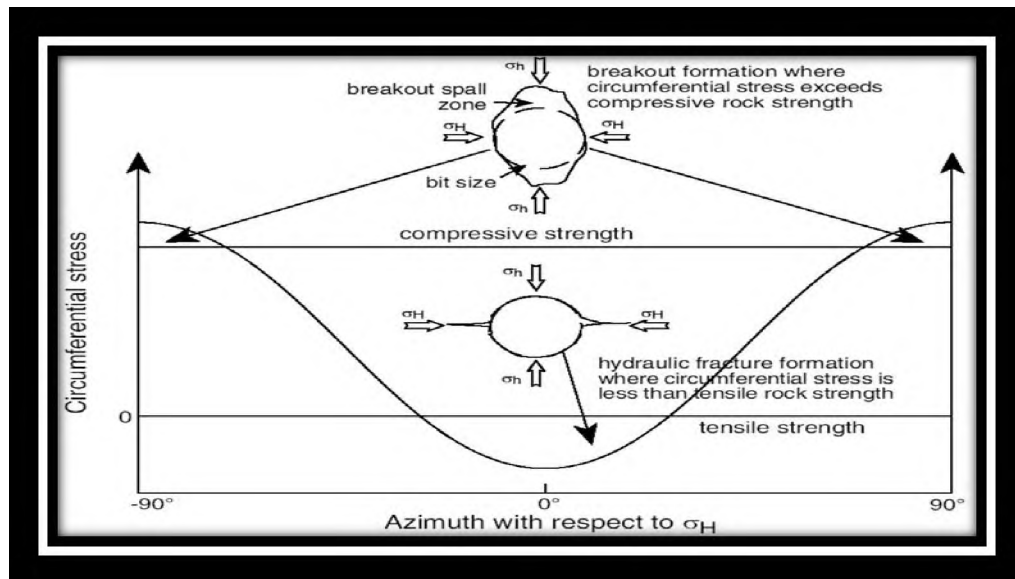 σh
breakout formation where
circumferential stress exceeds
compressive rock strength
breakout spall
zone
σH
σH
bit size
σh
compressive strength
Circumferential stress
σh
σH
σH
σh
hydraulic fracture formation
where circumferential stress is
less than tensile rock strength
0
tensile strength
-90°
0°
90°
Azimuth with respect to σH